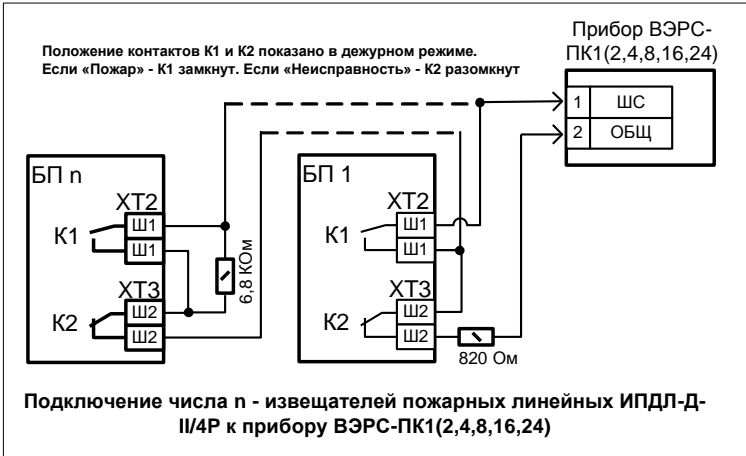 Положение контактов К1 и К2 показано в дежурном режиме.
Если «Пожар» - К1 замкнут. Если «Неисправность» - К2 разомкнут
Прибор ВЭРС-
ПК1(2,4,8,16,24)
1 ШС
2 ОБЩ
БП n
ХТ2
К1
Ш1
Ш1
6,8 КОм
ХТ3
К2
Ш2
Ш2
БП 1
ХТ2
К1
Ш1
Ш1
ХТ3
К2
Ш2
Ш2
820 Ом
Подключение числа n - извещателей пожарных линейных ИПДЛ-Д-
II/4Р к прибору ВЭРС-ПК1(2,4,8,16,24)